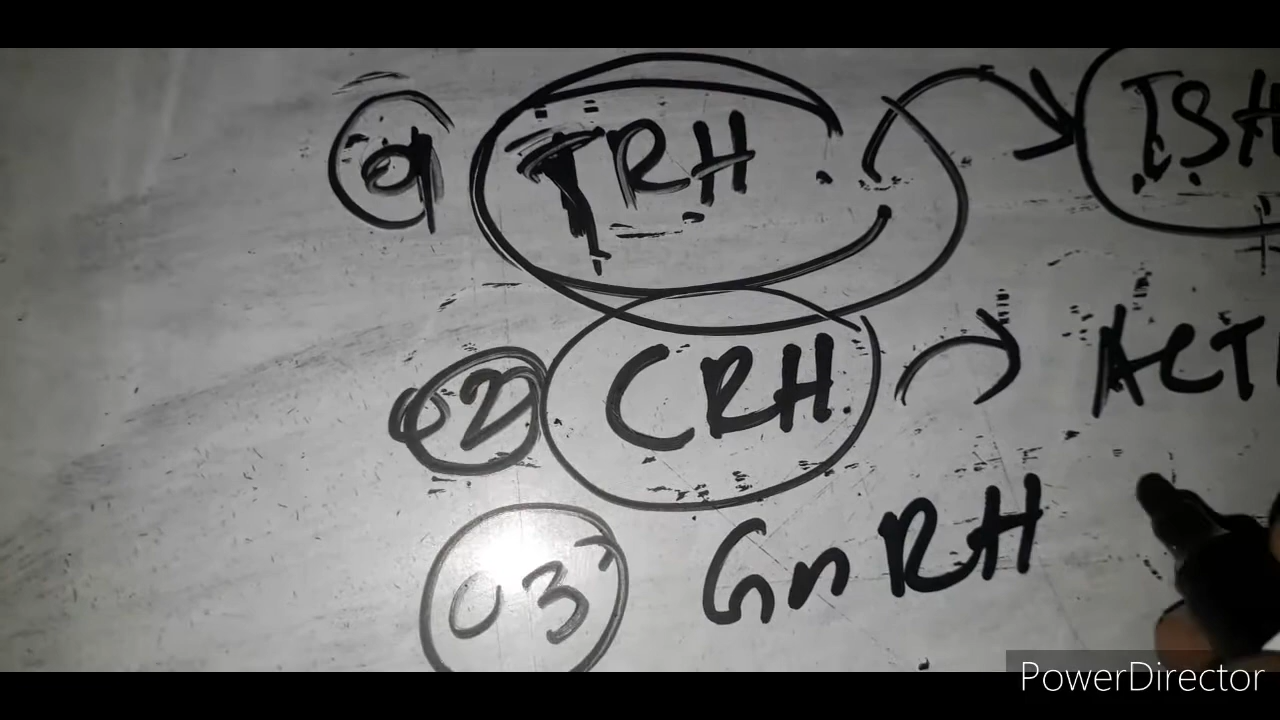 01 TRH → TSH
02 CRH → ACT
03 GnRH
PowerDirector